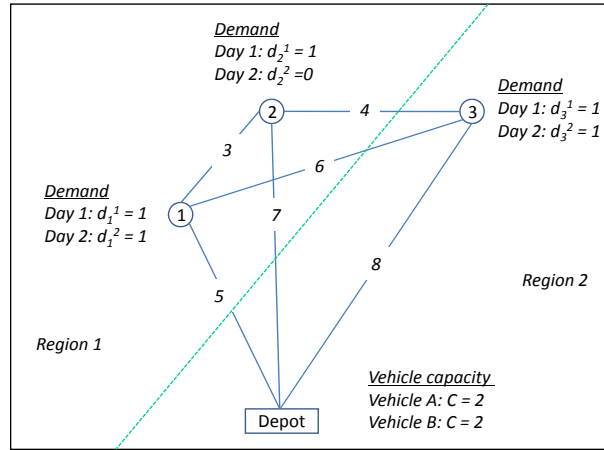 Demand
Day 1: d₂¹ = 1
Day 2: d₂² =0
2
4
3
Demand
Day 1: d₃¹ = 1
Day 2: d₃² = 1
3
6
Demand
Day 1: d₁¹ = 1
Day 2: d₁² = 1
1
7
8
5
Region 2
Region 1
Vehicle capacity
Vehicle A: C = 2
Vehicle B: C = 2
Depot